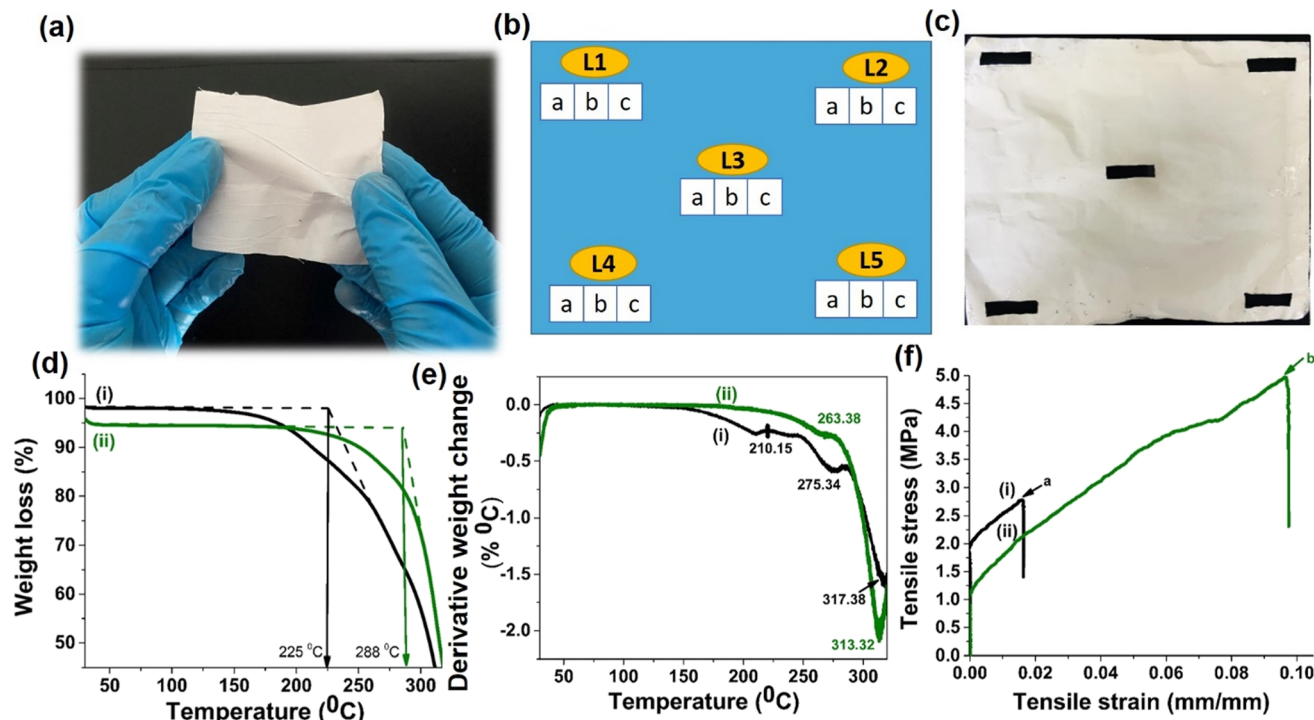 (a)
(b)
(c)
L1
L2
a b c
a b c
L3
a b c
L4
L5
a b c
a b c
(d)
(e)
(f)
100
95
90
85
80
75
70
65
60
55
50
Weight loss (%)
(i)
(ii)
225 ⁰C
288 ⁰C
50 100 150 200 250 300
Temperature (⁰C)
0.0
-0.5
-1.0
-1.5
-2.0
Derivative weight change
(% ⁰C)
(ii)
263.38
(i)
210.15
275.34
317.38
313.32
50 100 150 200 250 300
Temperature (⁰C)
5.0
4.5
4.0
3.5
3.0
2.5
2.0
1.5
1.0
0.5
0.0
Tensile stress (MPa)
b
(i)
a
(ii)
0.00 0.02 0.04 0.06 0.08 0.10
Tensile strain (mm/mm)